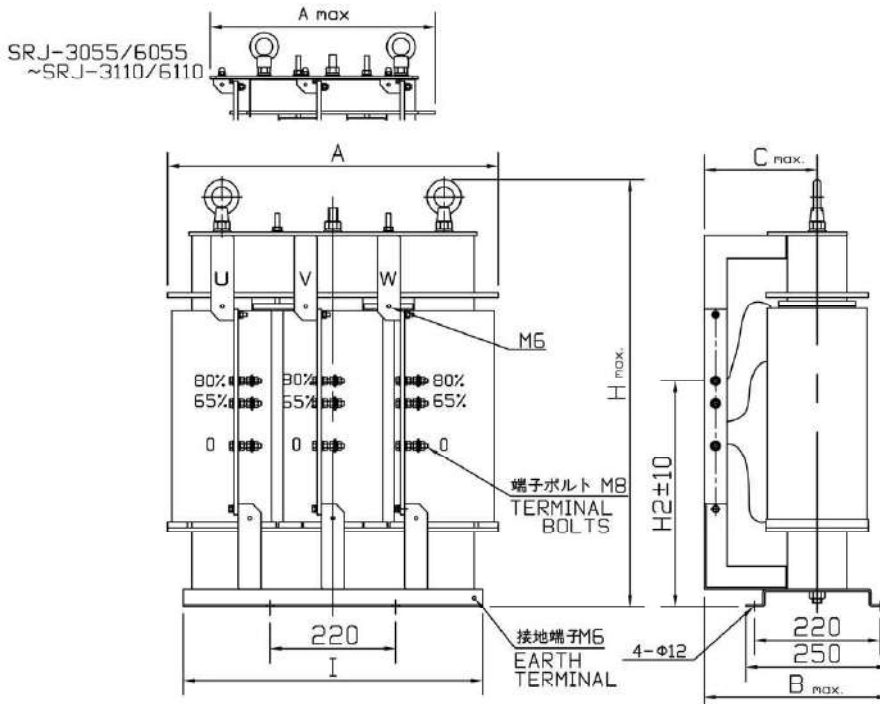 A max
SRJ-3055/6055
~SRJ-3110/6110
A
C max.
U V W
M6
H max.
80% 80% 80%
65% 65% 65%
0 0 0
端子ボルト M8
TERMINAL
BOLTS
H2±10
220
接地端子M6
EARTH
TERMINAL
I
4-Φ12
220
250
B max.